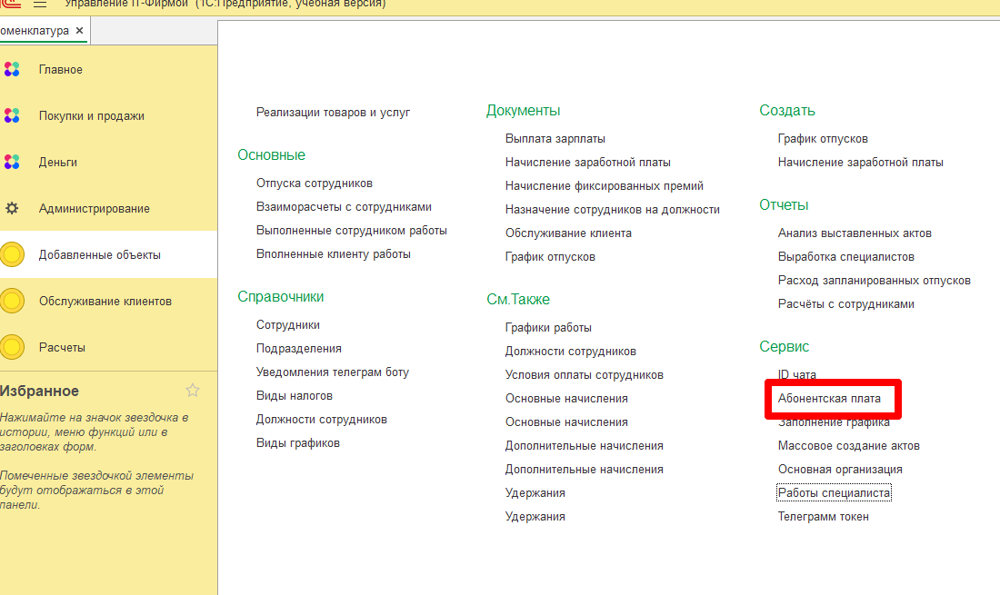 Управление IT-Фирмой (1С:Предприятие, учебная версия)
оменклатура ×
Главное
Покупки и продажи
Деньги
Администрирование
Добавленные объекты
Обслуживание клиентов
Расчеты
Избранное
Нажимайте на значок звездочка в
истории, меню функций или в
заголовках форм.
Помеченные звездочкой элементы
будут отображаться в этой
панели.
Реализации товаров и услуг
Основные
Отпуска сотрудников
Взаиморасчеты с сотрудниками
Выполненные сотрудником работы
Вполненные клиенту работы
Справочники
Сотрудники
Подразделения
Уведомления телеграм боту
Виды налогов
Должности сотрудников
Виды графиков
Документы
Выплата зарплаты
Начисление заработной платы
Начисление фиксированных премий
Назначение сотрудников на должности
Обслуживание клиента
График отпусков
См.Также
Графики работы
Должности сотрудников
Условия оплаты сотрудников
Основные начисления
Основные начисления
Дополнительные начисления
Дополнительные начисления
Удержания
Удержания
Создать
График отпусков
Начисление заработной платы
Отчеты
Анализ выставленных актов
Выработка специалистов
Расход запланированных отпусков
Расчёты с сотрудниками
Сервис
ID чата
Абонентская плата
Заполнение графика
Массовое создание актов
Основная организация
Работы специалиста
Телеграмм токен